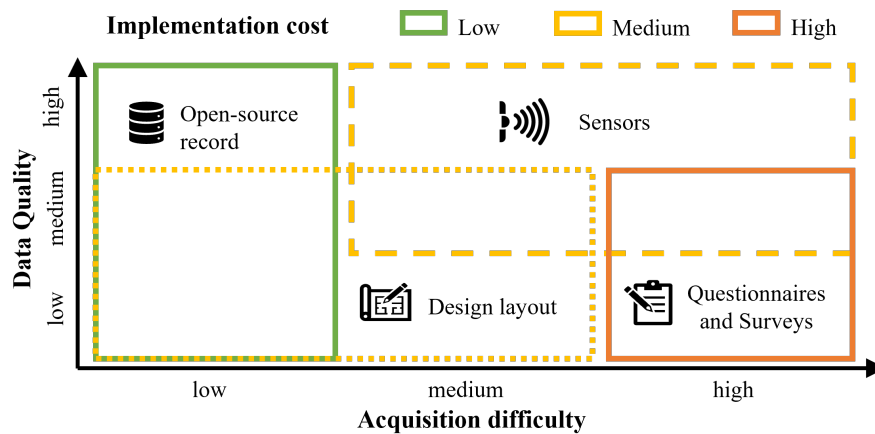 Implementation cost
Low
Medium
High
Data Quality
high
medium
low
Open-source
record
Sensors
Design layout
Questionnaires
and Surveys
low
medium
high
Acquisition difficulty